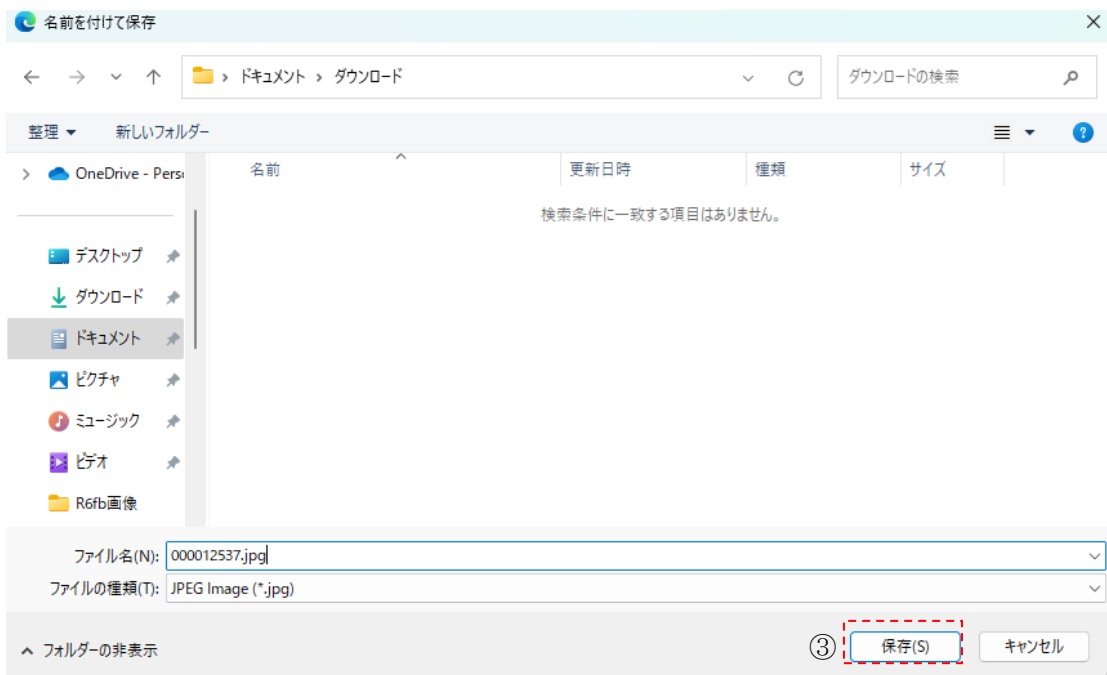 名前を付けて保存
ドキュメント › ダウンロード
ダウンロードの検索
整理 新しいフォルダー
名前 更新日時 種類 サイズ
検索条件に一致する項目はありません。
OneDrive - Pers
デスクトップ
ダウンロード
ドキュメント
ピクチャ
ミュージック
ビデオ
R6fb画像
ファイル名(N): 000012537.jpg
ファイルの種類(T): JPEG Image (*.jpg)
フォルダーの非表示
③ 保存(S) キャンセル